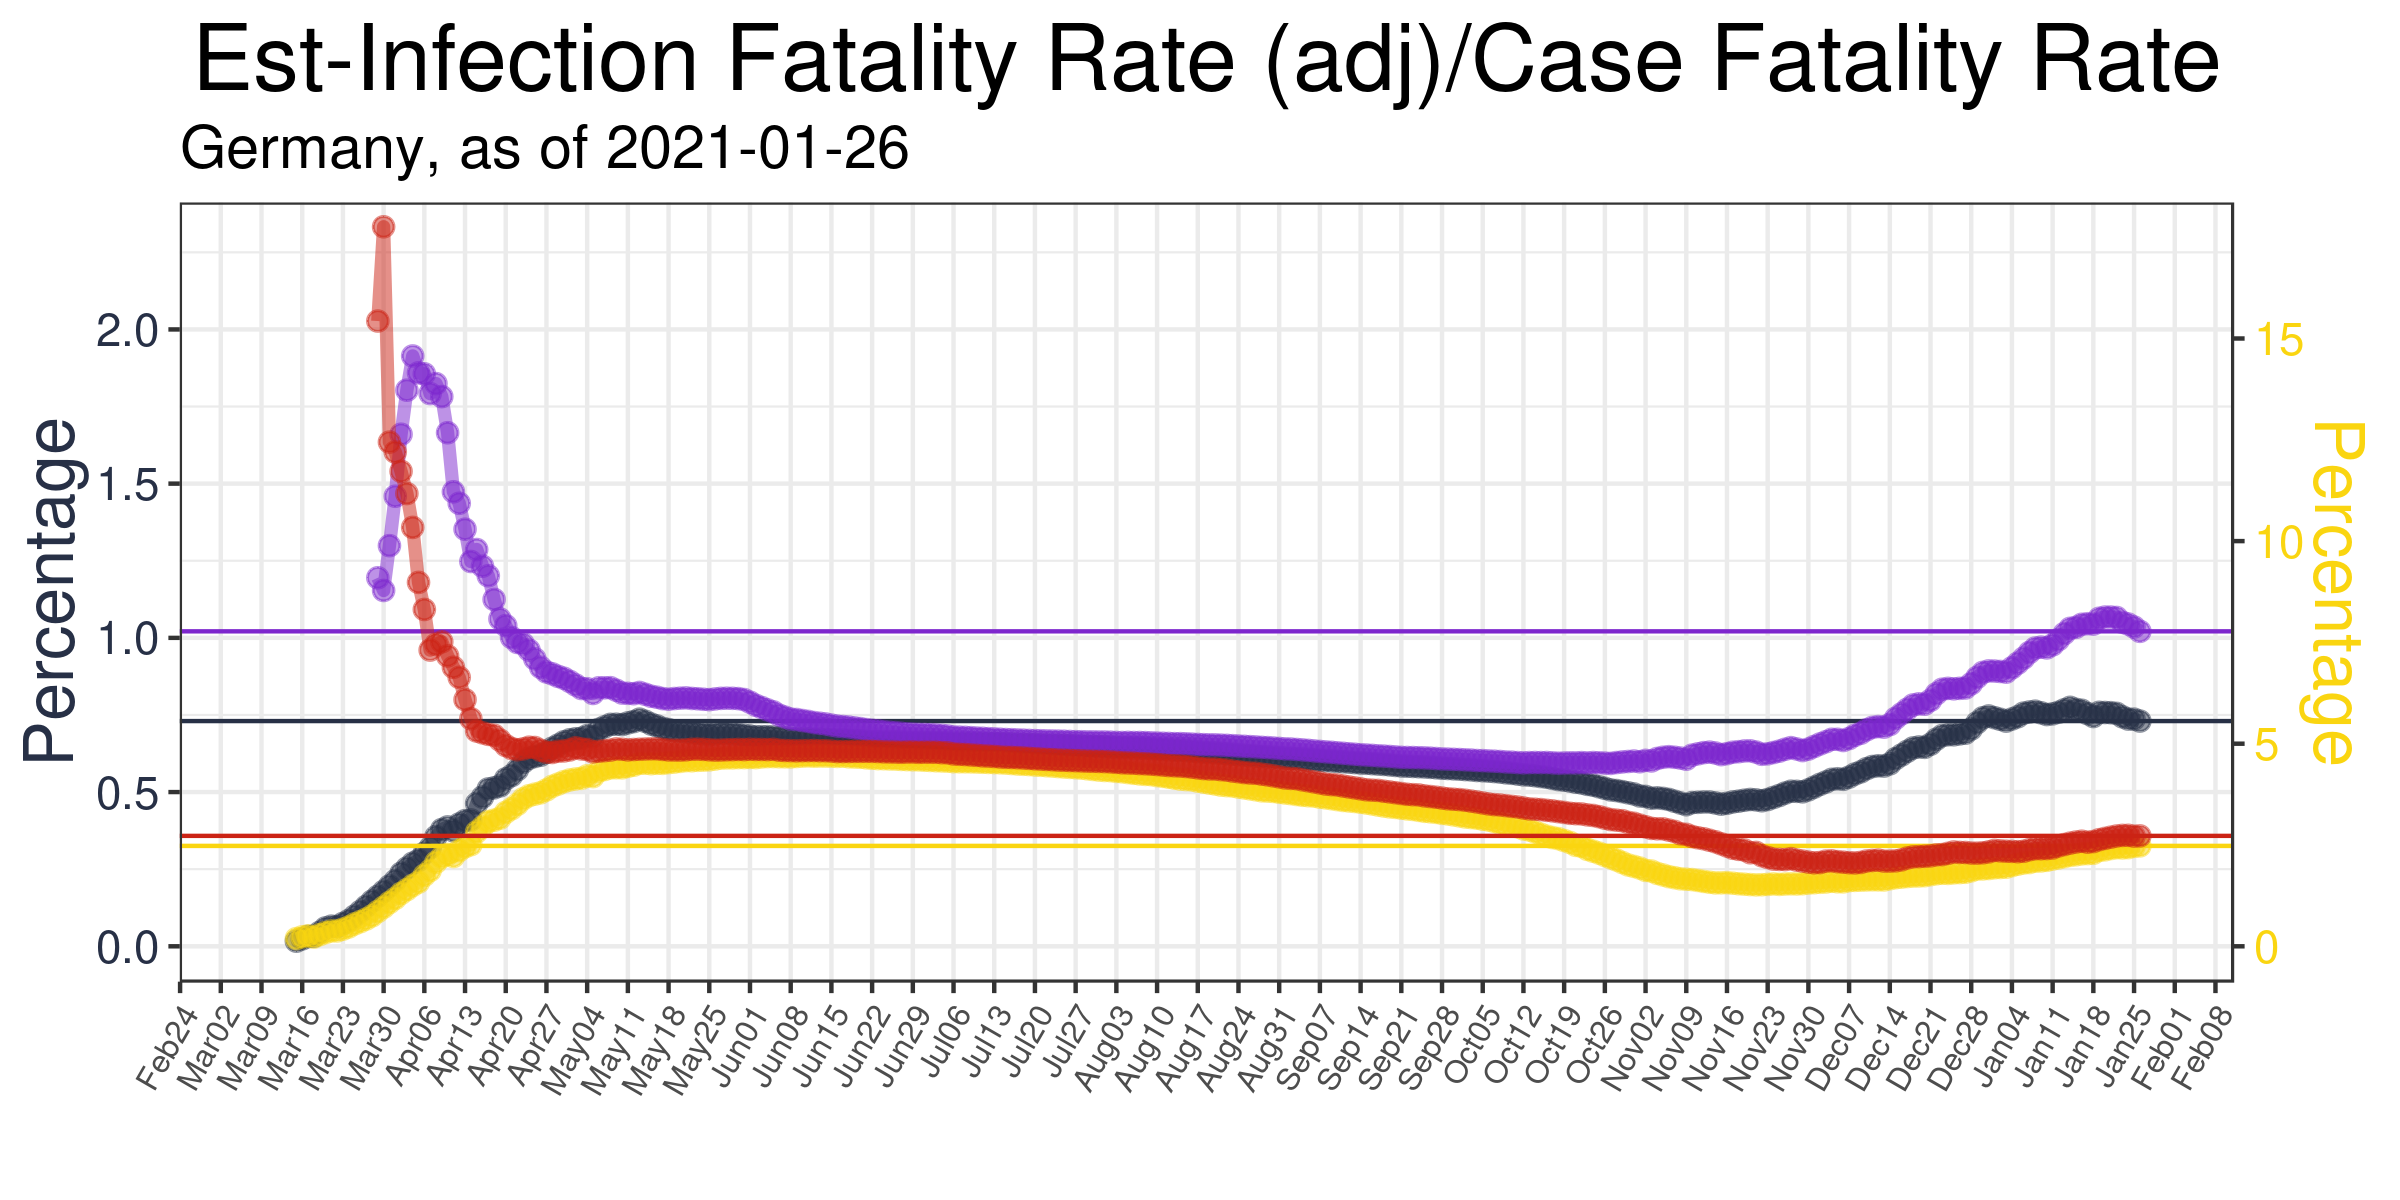 Est-Infection Fatality Rate (adj)/Case Fatality Rate
Germany, as of 2021-01-26
Percentage
2.0
1.5
1.0
0.5
0.0
15
10
5
0
Percentage
Feb24 Mar02 Mar09 Mar16 Mar23 Mar30 Apr06 Apr13 Apr20 Apr27 May04 May11 May18 May25 Jun01 Jun08 Jun15 Jun22 Jun29 Jul06 Jul13 Jul20 Jul27 Aug03 Aug10 Aug17 Aug24 Aug31 Sep07 Sep14 Sep21 Sep28 Oct05 Oct12 Oct19 Oct26 Nov02 Nov09 Nov16 Nov23 Nov30 Dec07 Dec14 Dec21 Dec28 Jan04 Jan11 Jan18 Jan25 Feb01 Feb08